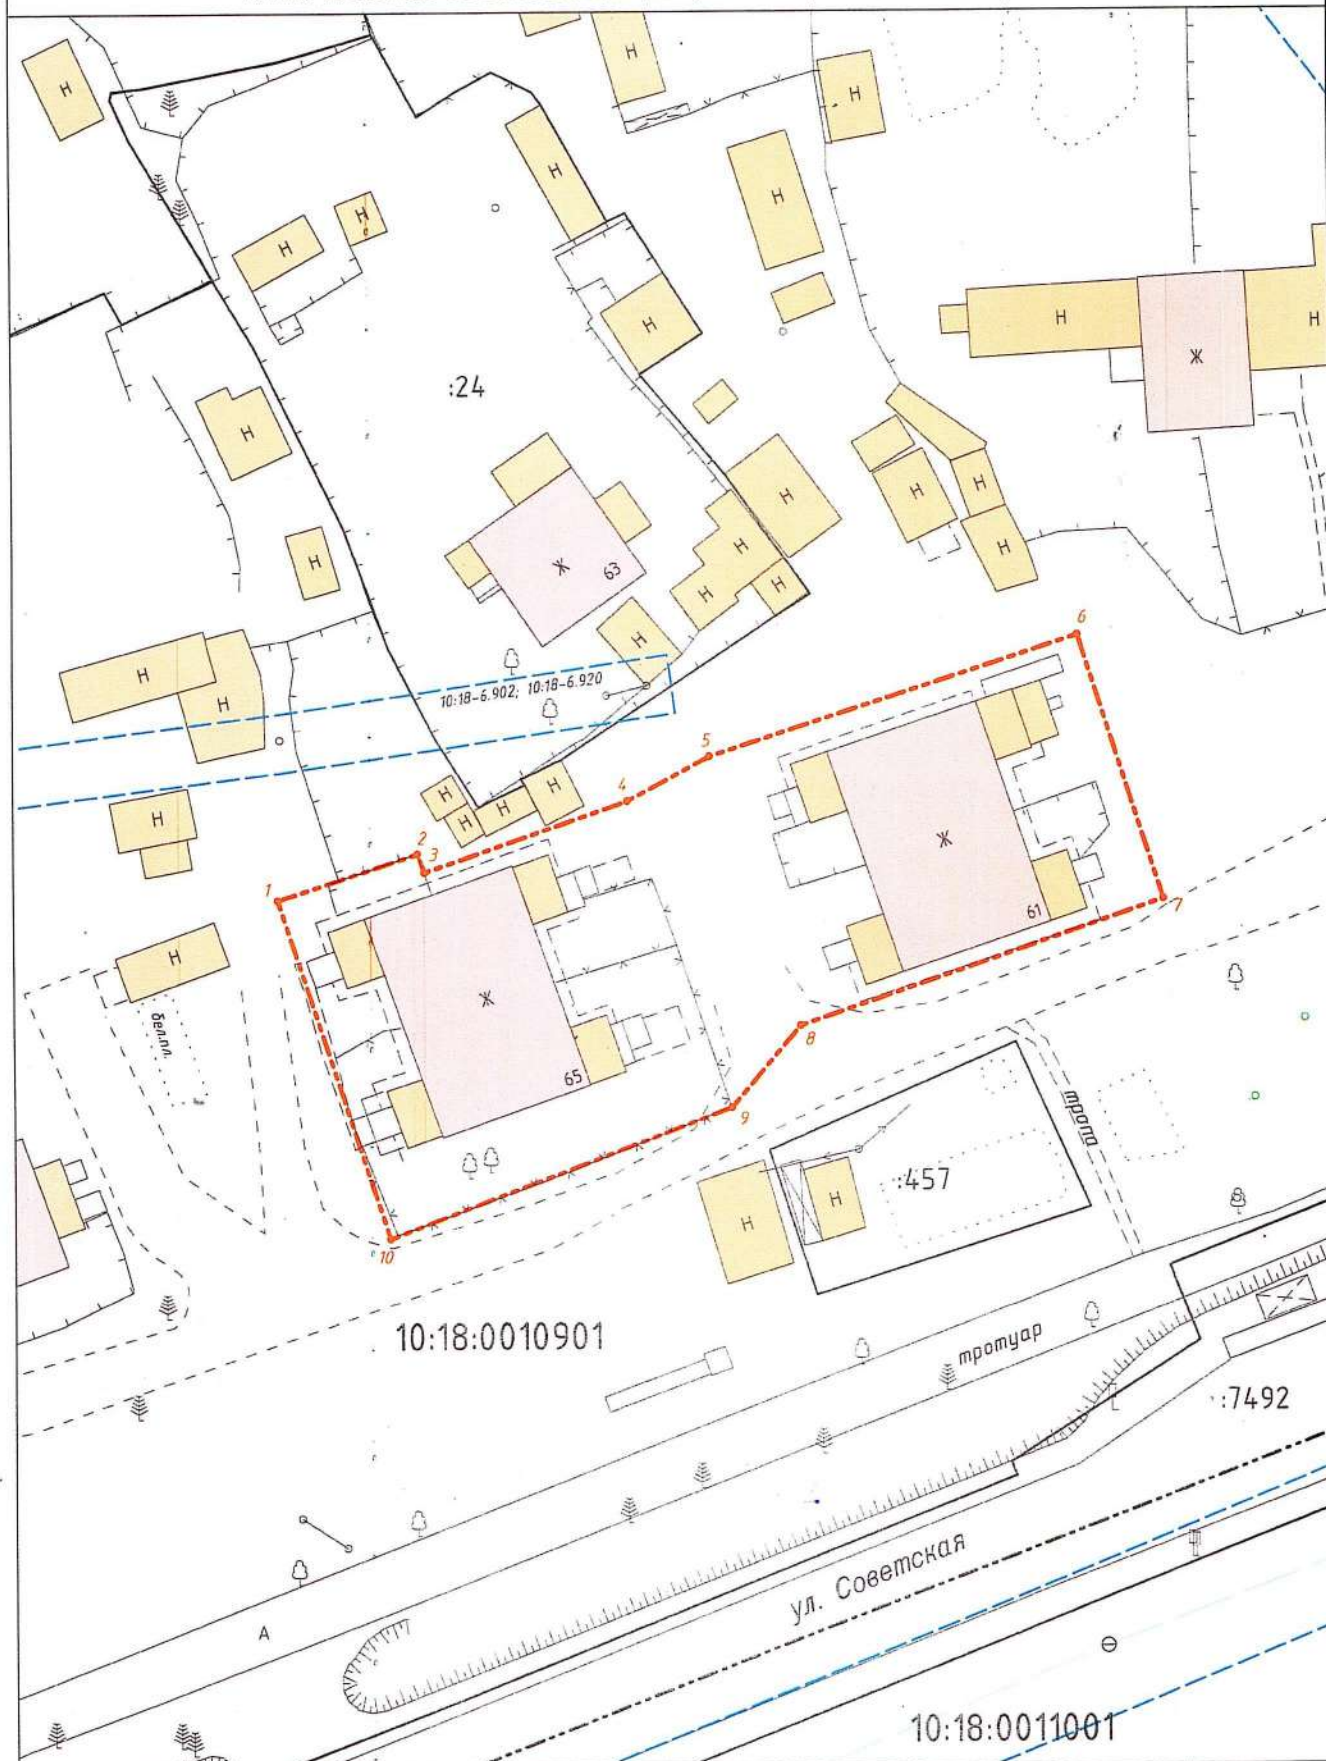 Н
Н
Н
Н
Н
Н
Н
Н
Н
Н
Ж
:24
Н
Н
Н
Н
Н
Н
Ж
63
Н
Н
Н
Н
Н
Н
Н
6
10:18-6.902; 10:18-6.920
5
4
Н
Н
Н
Н
Н
2
3
1
Ж
61
7
Н
Ж
бел.пл.
8
65
9
тропа
:457
Н
Н
10
10:18:0010901
тротуар
:7492
ул. Советская
А
10:18:0011001